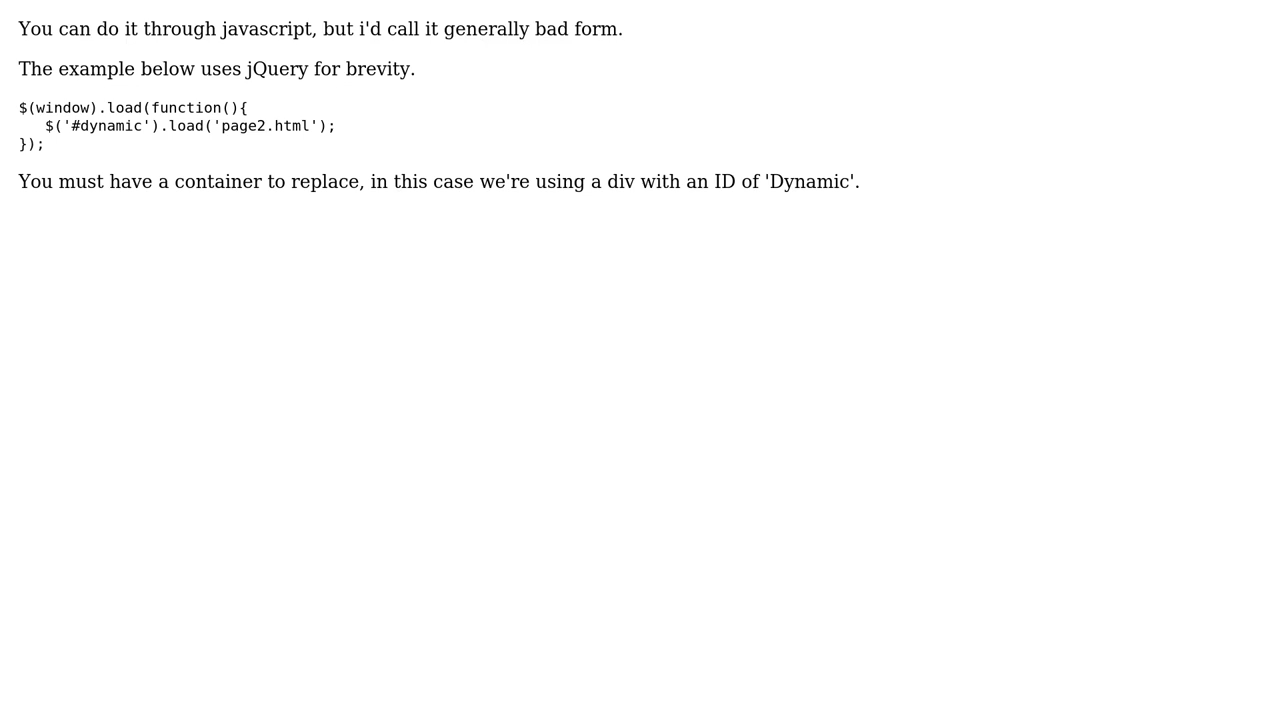 You can do it through javascript, but i'd call it generally bad form.
The example below uses jQuery for brevity.
$(window).load(function(){
   $('#dynamic').load('page2.html');
});
You must have a container to replace, in this case we're using a div with an ID of 'Dynamic'.